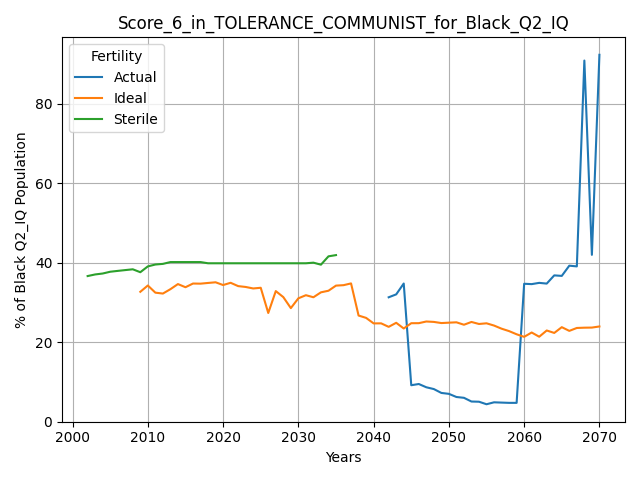 Score_6_in_TOLERANCE_COMMUNIST_for_Black_Q2_IQ
Fertility
Actual
Ideal
Sterile
% of Black Q2_IQ Population
80
60
40
20
0
2000 2010 2020 2030 2040 2050 2060 2070
Years